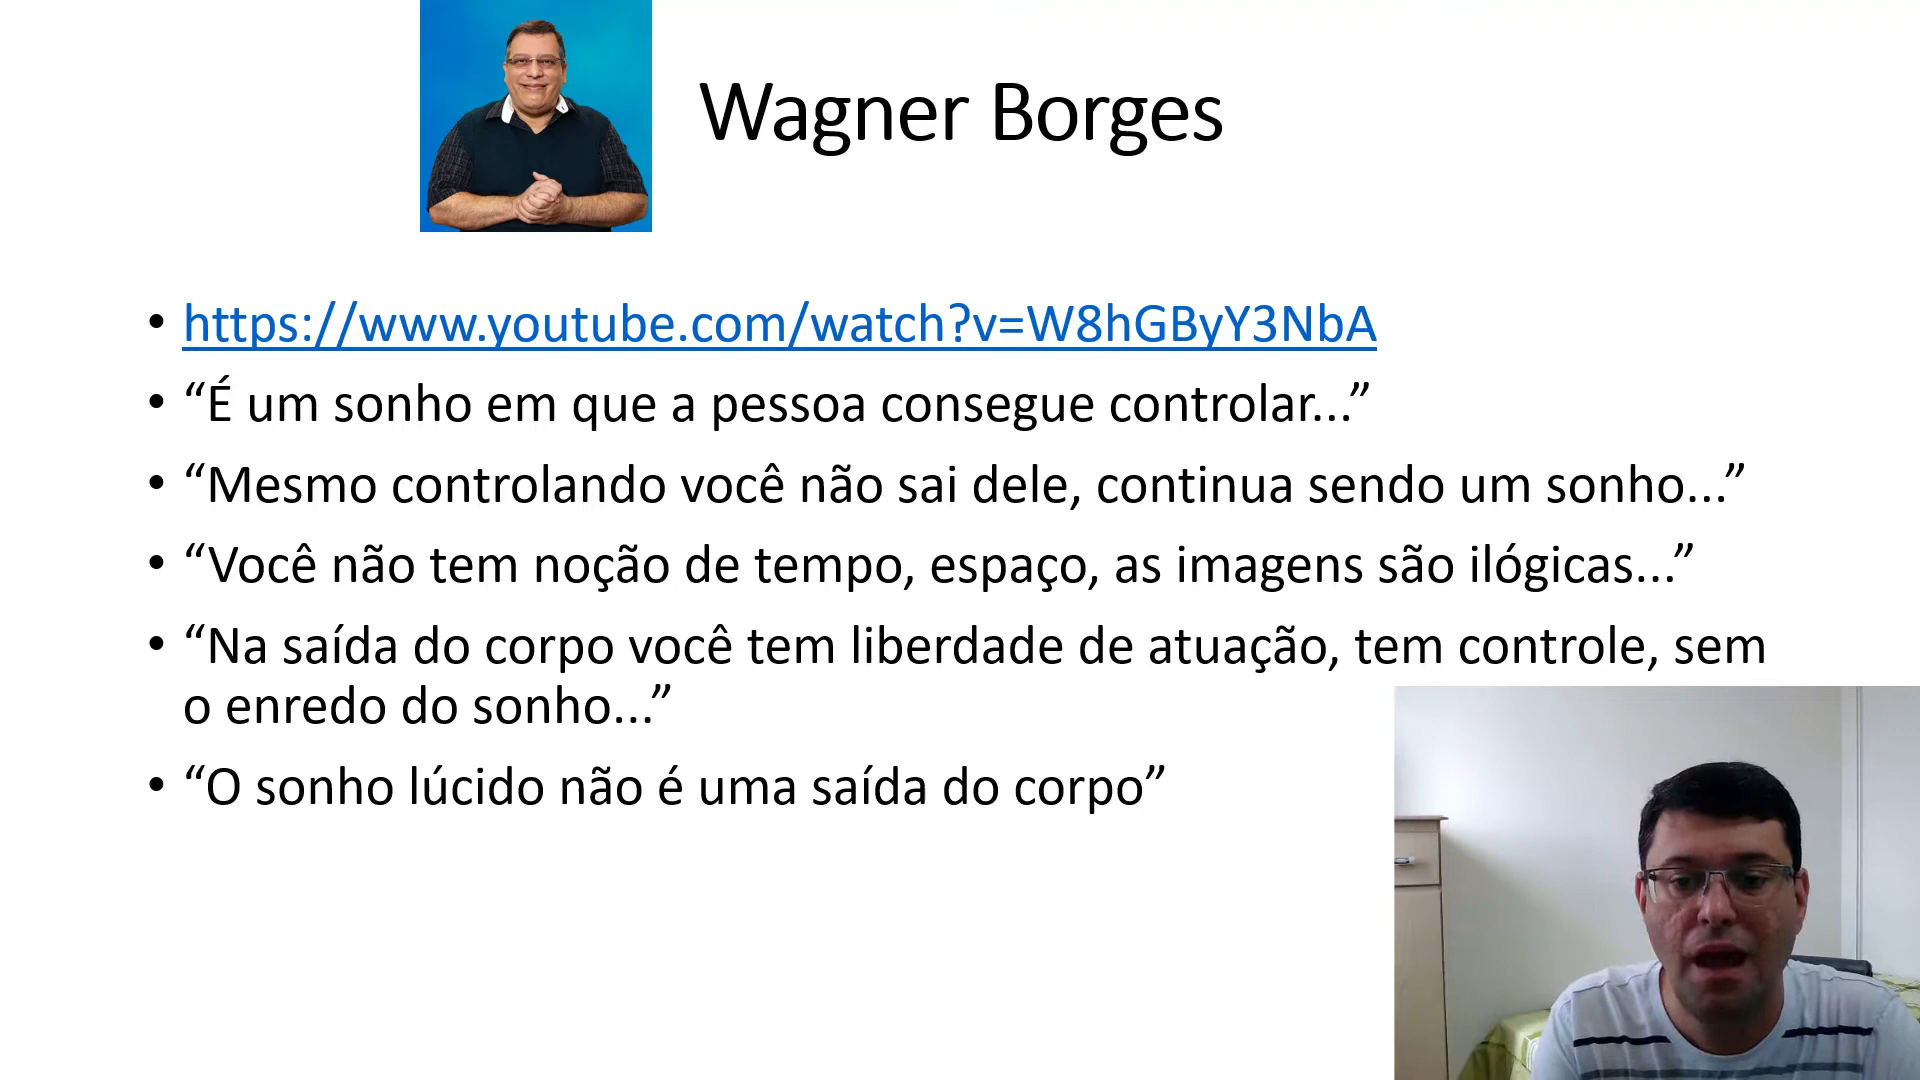 Wagner Borges
• https://www.youtube.com/watch?v=W8hGByY3NbA
• “É um sonho em que a pessoa consegue controlar...”
• “Mesmo controlando você não sai dele, continua sendo um sonho...”
• “Você não tem noção de tempo, espaço, as imagens são ilógicas...”
• “Na saída do corpo você tem liberdade de atuação, tem controle, sem
o enredo do sonho...”
• “O sonho lúcido não é uma saída do corpo”